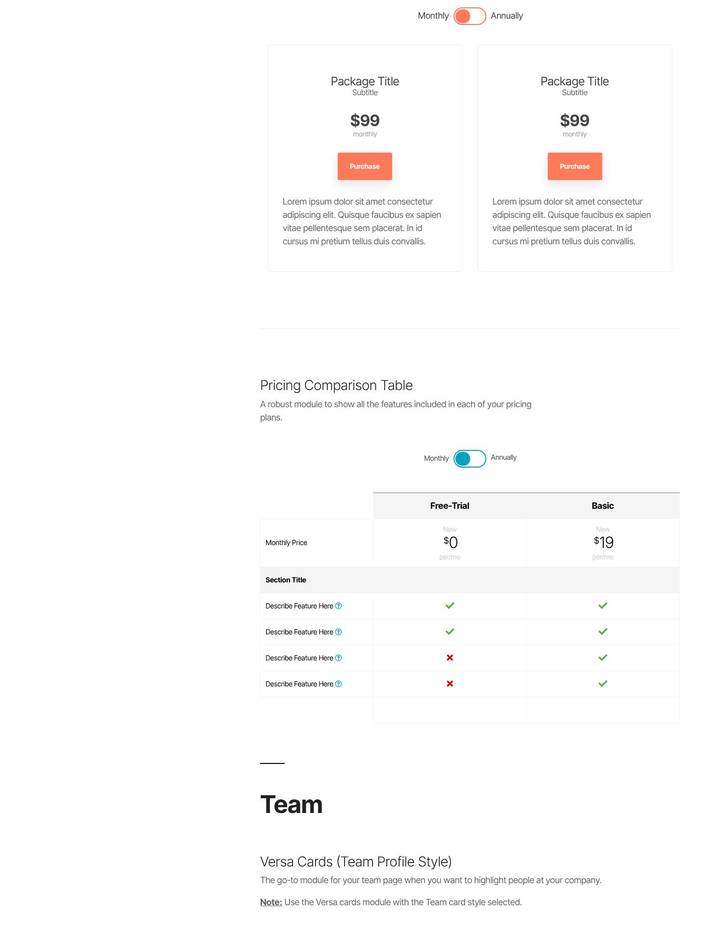 Monthly Annually
Package Title
Subtitle
$99
monthly
Purchase
Lorem ipsum dolor sit amet consectetur
adipiscing elit. Quisque faucibus ex sapien
vitae pellentesque sem placerat. In id
cursus mi pretium tellus duis convallis.
Package Title
Subtitle
$99
monthly
Purchase
Lorem ipsum dolor sit amet consectetur
adipiscing elit. Quisque faucibus ex sapien
vitae pellentesque sem placerat. In id
cursus mi pretium tellus duis convallis.
Pricing Comparison Table
A robust module to show all the features included in each of your pricing
plans.
Monthly Annually
Free-Trial Basic
New New
Monthly Price $0 $19
per/mo per/mo
Section Title
Describe Feature Here
Describe Feature Here
Describe Feature Here
Describe Feature Here
Team
Versa Cards (Team Profile Style)
The go-to module for your team page when you want to highlight people at your company.
Note: Use the Versa cards module with the Team card style selected.